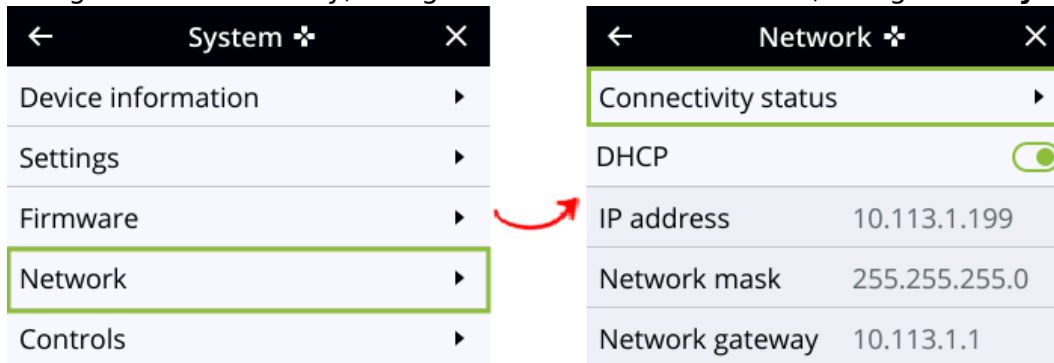 System
Device information
Settings
Firmware
Network
Controls
Network
Connectivity status
DHCP
IP address 10.113.1.199
Network mask 255.255.255.0
Network gateway 10.113.1.1